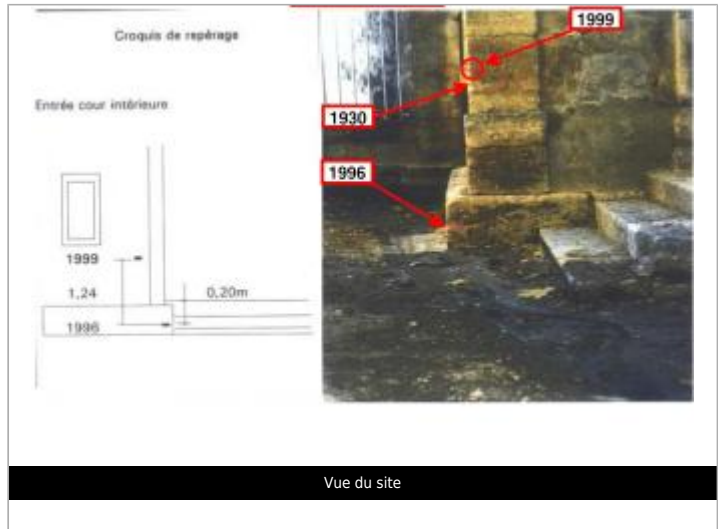 Croquis de repérage
Entrée cour intérieure
1999
1,24
0,20m
1996
1999
1930
1996
Vue du site